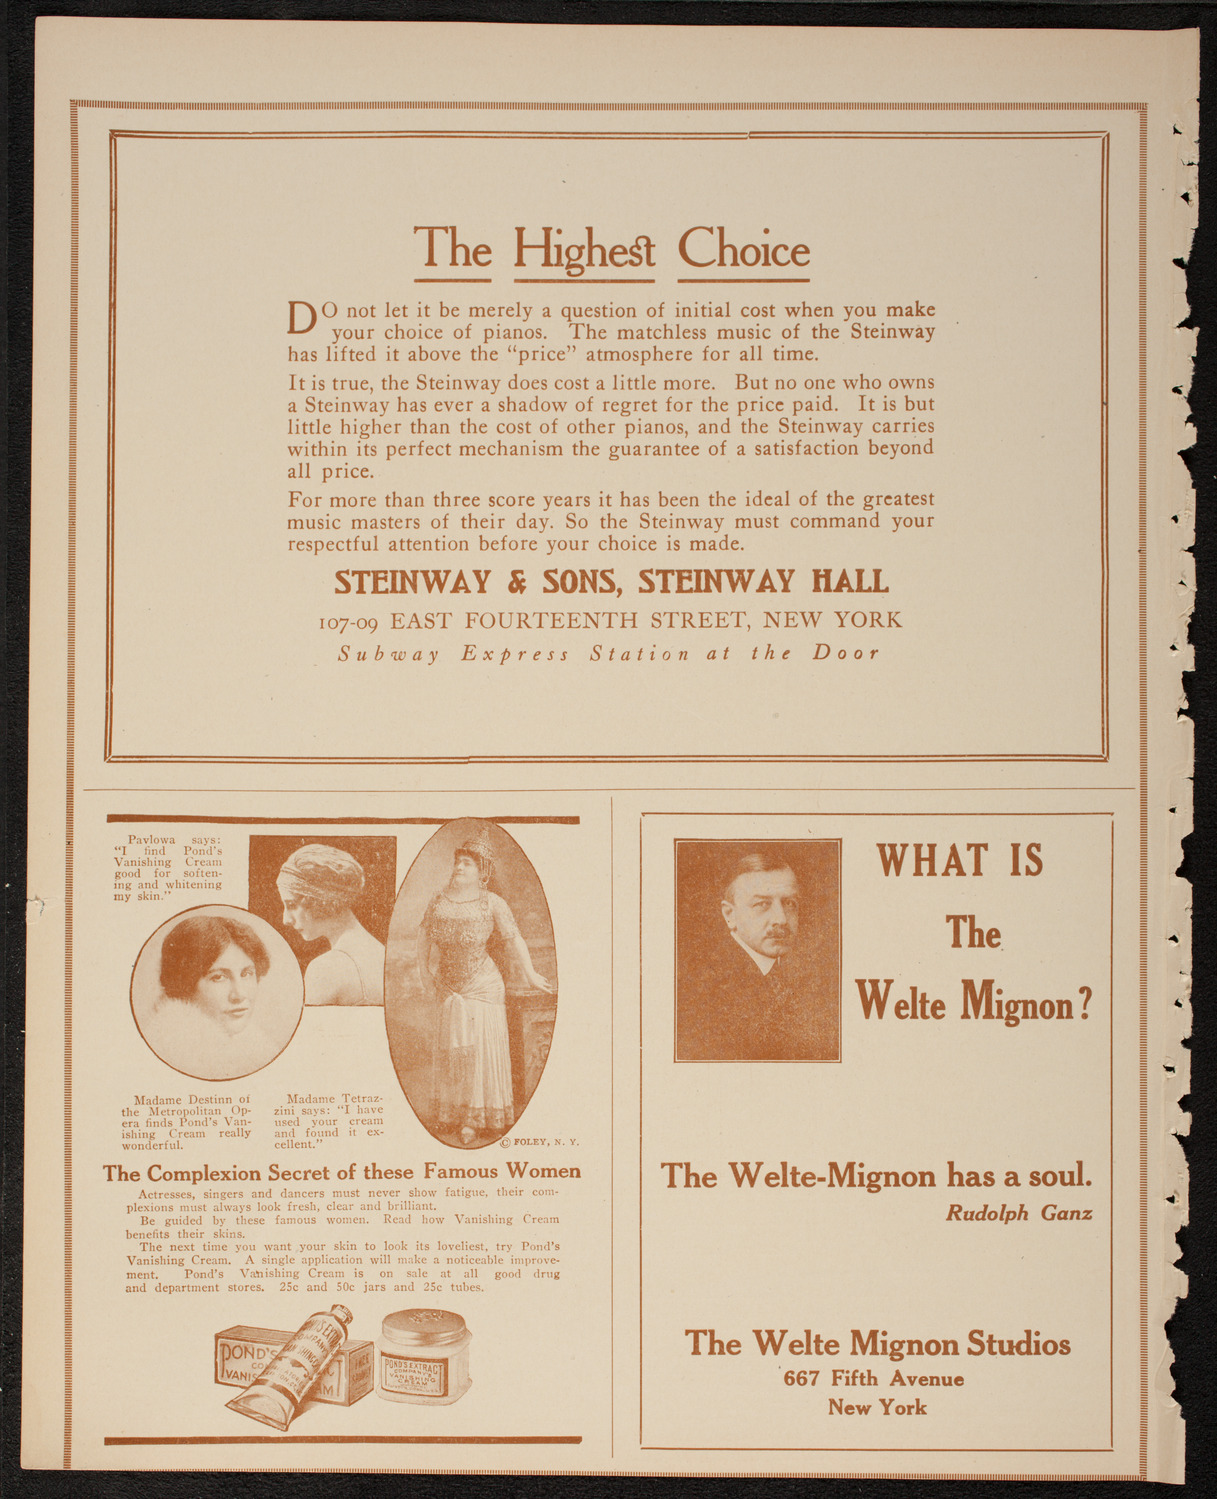 The Highest Choice
DO not let it be merely a question of initial cost when you make
your choice of pianos. The matchless music of the Steinway
has lifted it above the "price" atmosphere for all time.
It is true, the Steinway does cost a little more. But no one who owns
a Steinway has ever a shadow of regret for the price paid. It is but
little higher than the cost of other pianos, and the Steinway carries
within its perfect mechanism the guarantee of a satisfaction beyond
all price.
For more than three score years it has been the ideal of the greatest
music masters of their day. So the Steinway must command your
respectful attention before your choice is made.
STEINWAY & SONS, STEINWAY HALL
107-09 EAST FOURTEENTH STREET, NEW YORK
Subway Express Station at the Door
Pavlowa says:
"I find Pond's
Vanishing Cream
good for soften-
ing and whitening
my skin."
Madame Destinn of
the Metropolitan Op-
era finds Pond's Van-
ishing Cream really
wonderful.
Madame Tetraz-
zini says: "I have
used your cream
and found it ex-
cellent."
© FOLEY, N. Y.
The Complexion Secret of these Famous Women
Actresses, singers and dancers must never show fatigue, their com-
plexions must always look fresh, clear and brilliant.
Be guided by these famous women. Read how Vanishing Cream
benefits their skins.
The next time you want your skin to look its loveliest, try Pond's
Vanishing Cream. A single application will make a noticeable improve-
ment. Pond's Vanishing Cream is on sale at all good drug
and department stores. 25c and 50c jars and 25c tubes.
POND'S
VANIS
POND'S EXTRACT
COMPANY'S
VANISHING
CREAM
WHAT IS
The
Welte Mignon?
The Welte-Mignon has a soul.
Rudolph Ganz
The Welte Mignon Studios
667 Fifth Avenue
New York